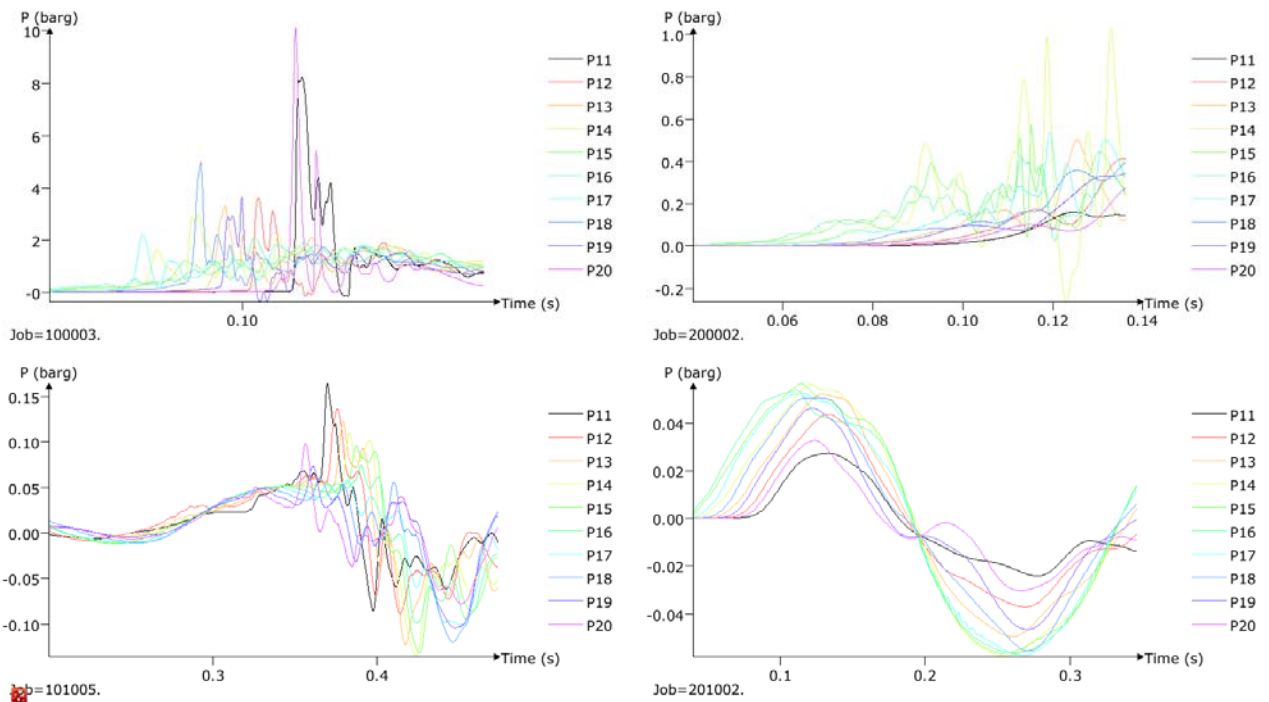 P (barg)
10
8
6
4
2
-0
0.10
Time (s)
P11
P12
P13
P14
P15
P16
P17
P18
P19
P20
Job=100003.
P (barg)
1.0
0.8
0.6
0.4
0.2
0.0
-0.2
0.06 0.08 0.10 0.12 0.14
Time (s)
P11
P12
P13
P14
P15
P16
P17
P18
P19
P20
Job=200002.
P (barg)
0.15
0.10
0.05
0.00
-0.05
-0.10
0.3 0.4
Time (s)
P11
P12
P13
P14
P15
P16
P17
P18
P19
P20
Job=101005.
P (barg)
0.04
0.02
0.00
-0.02
-0.04
0.1 0.2 0.3
Time (s)
P11
P12
P13
P14
P15
P16
P17
P18
P19
P20
Job=201002.